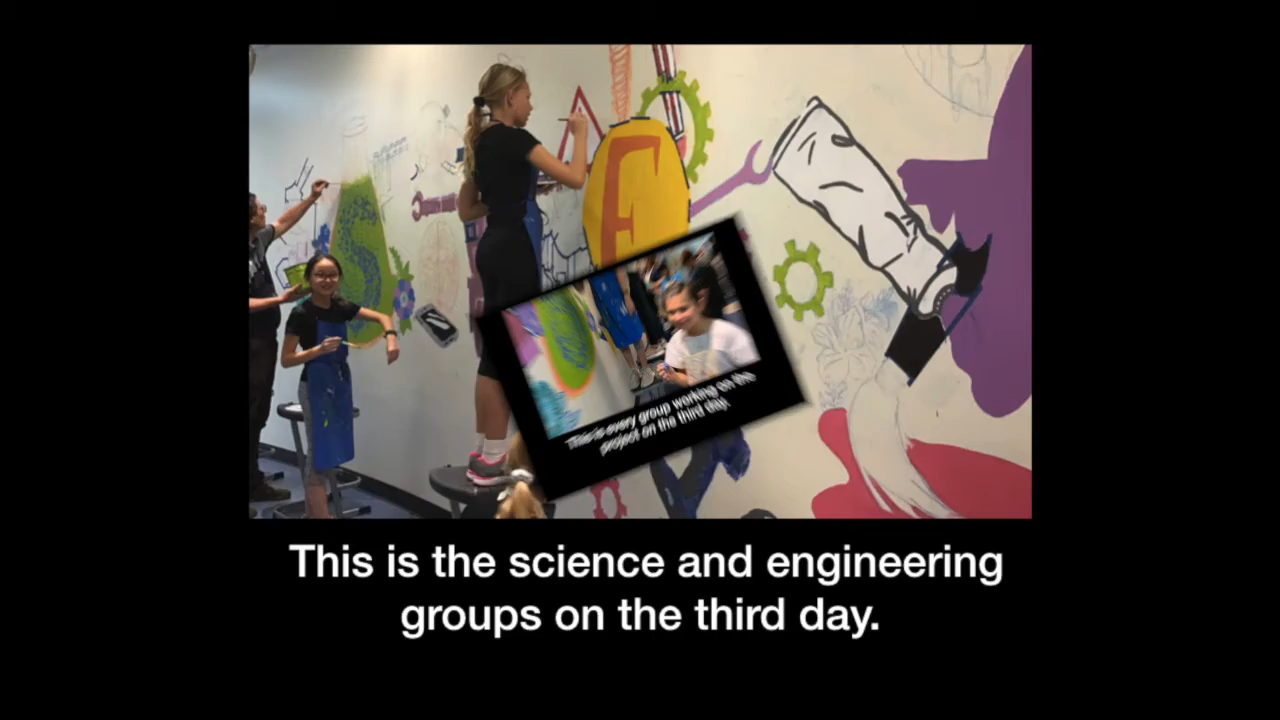 S
E
This is every group working on the
project on the third day.
This is the science and engineering
groups on the third day.